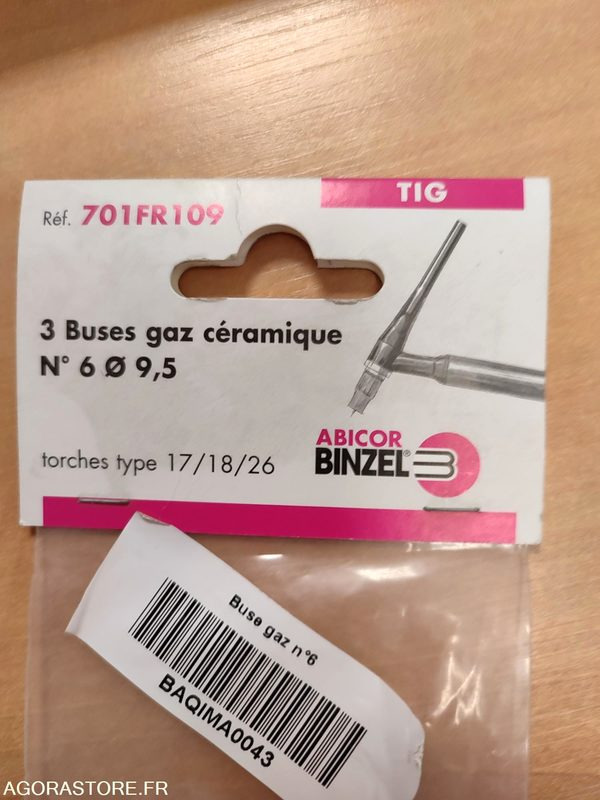 TIG
Réf. 701FR109
3 Buses gaz céramique
N° 6 Ø 9,5
torches type 17/18/26
ABICOR
BINZEL®
Buse gaz n°6
BAQIMA0043
AGORASTORE.FR